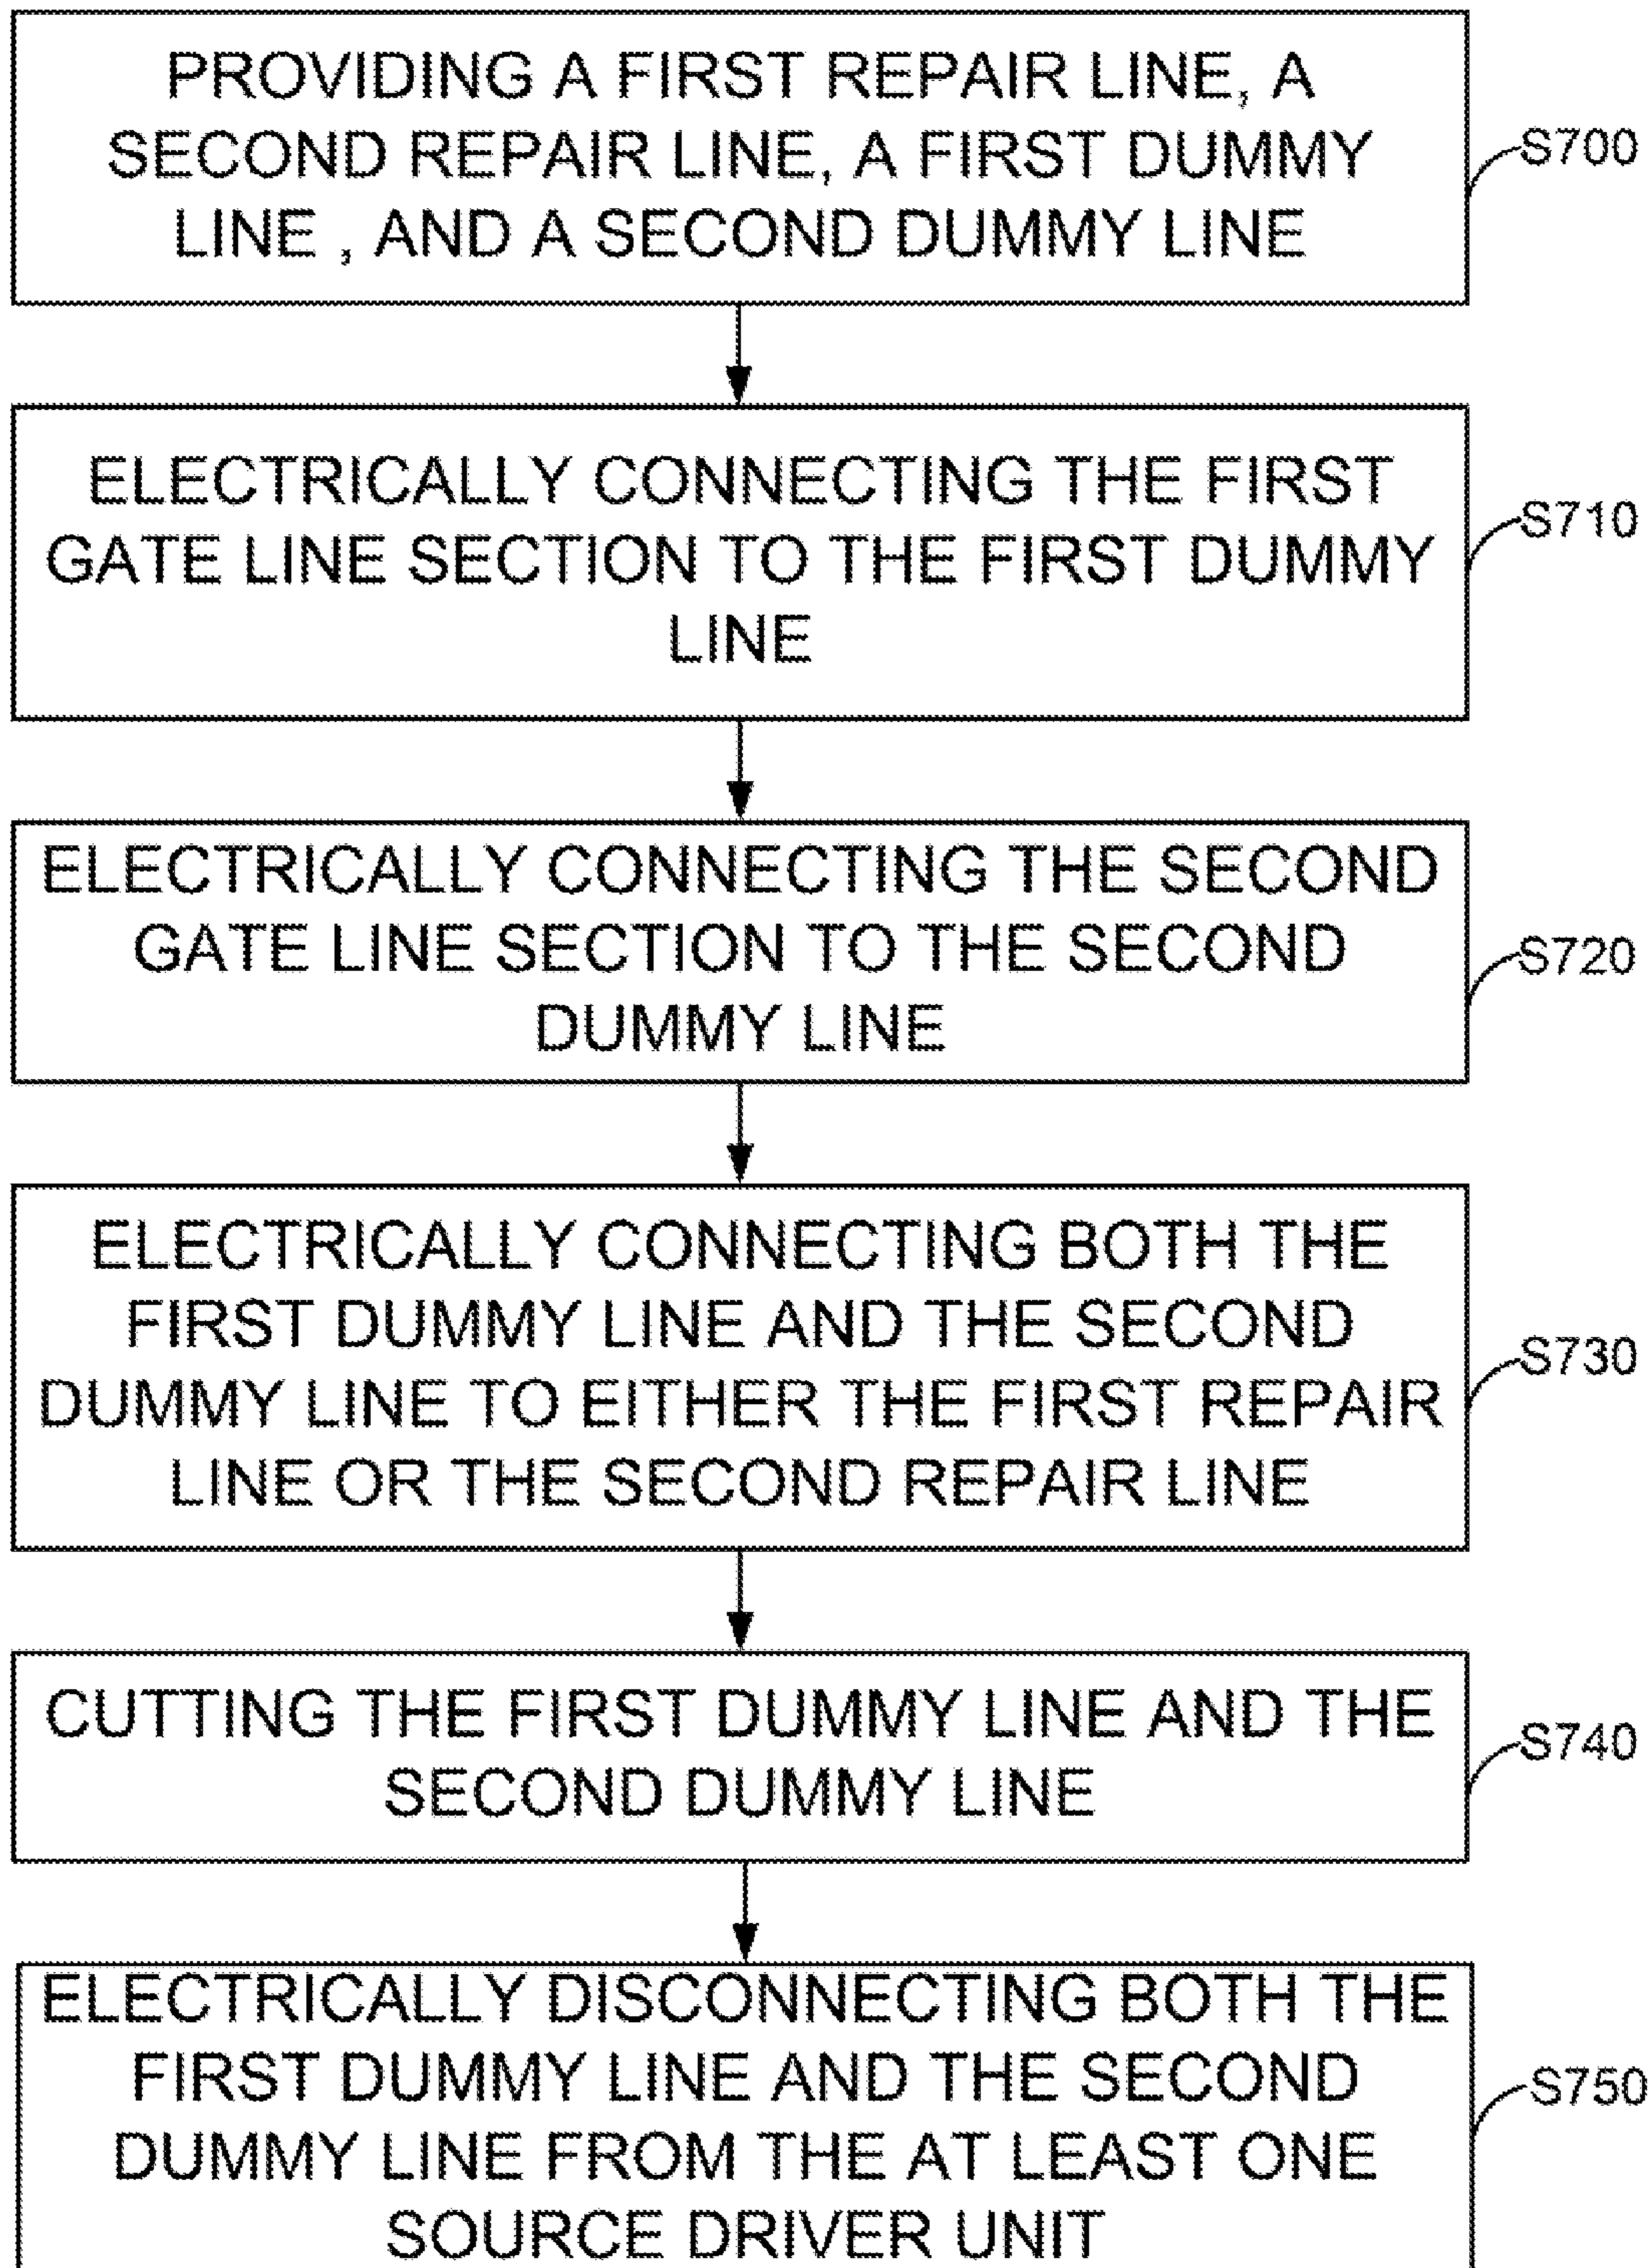 PROVIDING A FIRST REPAIR LINE, A
SECOND REPAIR LINE, A FIRST DUMMY
LINE , AND A SECOND DUMMY LINE
S700
ELECTRICALLY CONNECTING THE FIRST
GATE LINE SECTION TO THE FIRST DUMMY
LINE
S710
ELECTRICALLY CONNECTING THE SECOND
GATE LINE SECTION TO THE SECOND
DUMMY LINE
S720
ELECTRICALLY CONNECTING BOTH THE
FIRST DUMMY LINE AND THE SECOND
DUMMY LINE TO EITHER THE FIRST REPAIR
LINE OR THE SECOND REPAIR LINE
S730
CUTTING THE FIRST DUMMY LINE AND THE
SECOND DUMMY LINE
S740
ELECTRICALLY DISCONNECTING BOTH THE
FIRST DUMMY LINE AND THE SECOND
DUMMY LINE FROM THE AT LEAST ONE
SOURCE DRIVER UNIT
S750